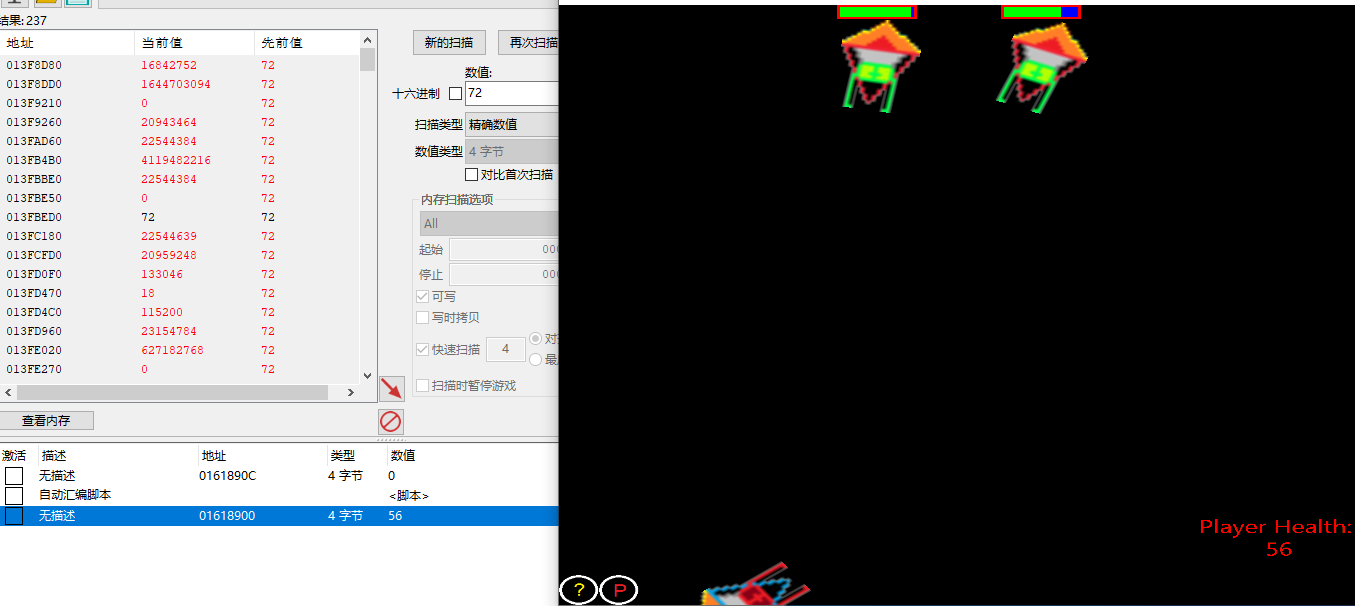 结果: 237
地址 当前值 先前值
013F8D80 16842752 72
013F8DD0 1644703094 72
013F9210 0 72
013F9260 20943464 72
013FAD60 22544384 72
013FB4B0 4119482216 72
013FBBE0 22544384 72
013FBE50 0 72
013FBED0 72 72
013FC180 22544639 72
013FCFD0 20959248 72
013FD0F0 133046 72
013FD470 18 72
013FD4C0 115200 72
013FD960 23154784 72
013FE020 627182768 72
013FE270 0 72
查看内存
新的扫描 再次扫描
数值:
十六进制 72
扫描类型 精确数值
数值类型 4 字节
对比首次扫描
内存扫描选项
All
起始 000
停止 000
可写
写时拷贝
快速扫描 4 对
最
扫描时暂停游戏
激活 描述 地址 类型 数值
无描述 0161890C 4 字节 0
自动汇编脚本 <脚本>
无描述 01618900 4 字节 56
Player Health:
56
? P